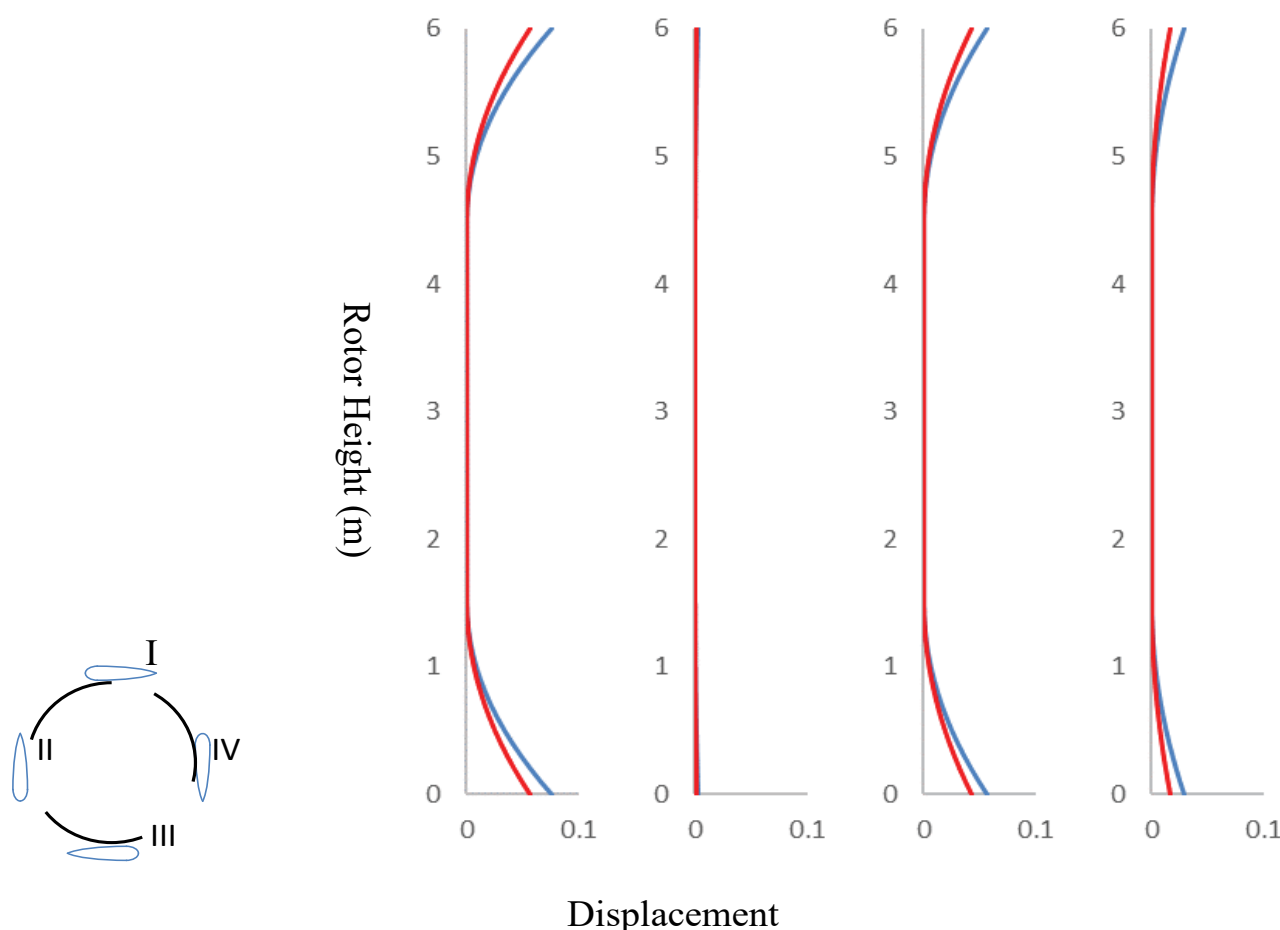 6 6 6 6
5 5 5 5
4 4 4 4
3 3 3 3
2 2 2 2
1 1 1 1
0 0 0 0
0 0.1 0 0.1 0 0.1 0 0.1
Rotor Height (m)
Displacement
I
II
IV
III